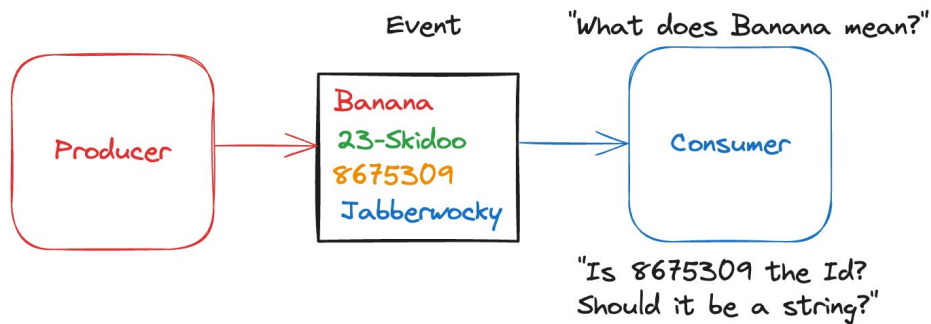 Event
"What does Banana mean?"
Producer
Banana
23-Skidoo
8675309
Jabberwocky
Consumer
"Is 8675309 the Id?
Should it be a string?"